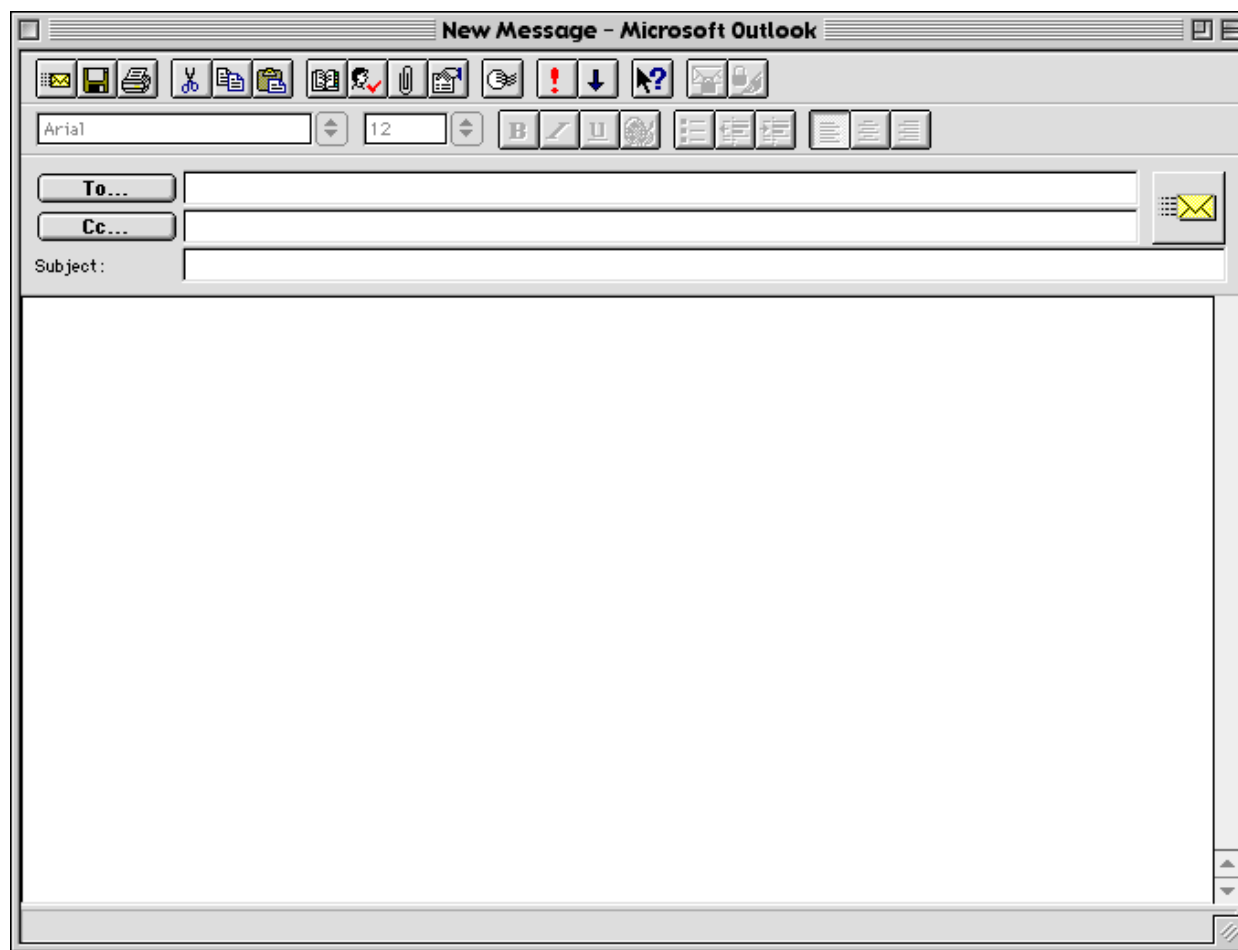 New Message – Microsoft Outlook
Arial
12
B I U
To...
Cc...
Subject: